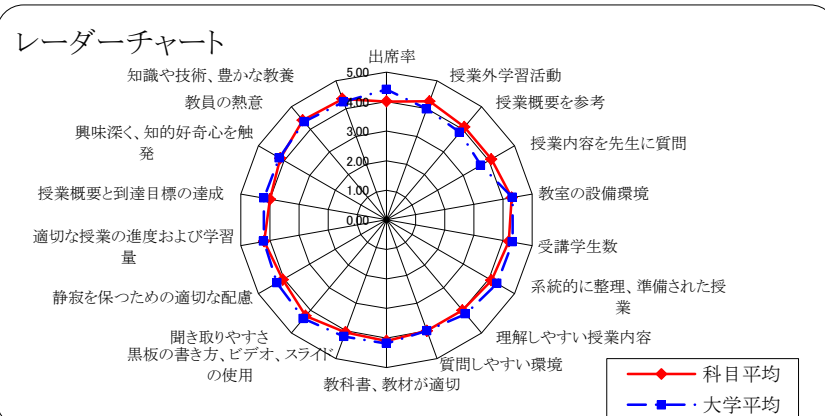 レーダーチャート
出席率
授業外学習活動
授業概要を参考
授業内容を先生に質問
教室の設備環境
受講学生数
系統的に整理、準備された授
業
理解しやすい授業内容
質問しやすい環境
教科書、教材が適切
黒板の書き方、ビデオ、スライド
の使用
聞き取りやすさ
静寂を保つための適切な配慮
適切な授業の進度および学習
量
授業概要と到達目標の達成
興味深く、知的好奇心を触
発
教員の熱意
知識や技術、豊かな教養
5.00
4.00
3.00
2.00
1.00
0.00
科目平均
大学平均